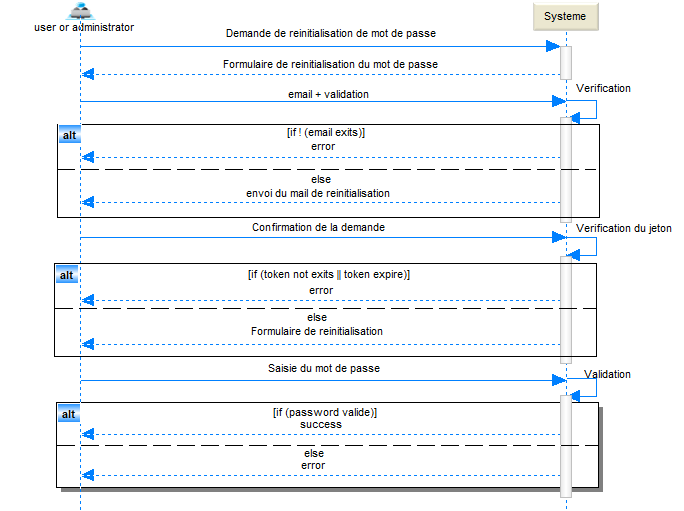 user or administrator
Systeme
Demande de reinitialisation de mot de passe
Formulaire de reinitialisation du mot de passe
email + validation
Verification
alt
[if ! (email exits)]
error
else
envoi du mail de reinitialisation
Confirmation de la demande
Verification du jeton
alt
[if (token not exits || token expire)]
error
else
Formulaire de reinitialisation
Saisie du mot de passe
Validation
alt
[if (password valide)]
success
else
error